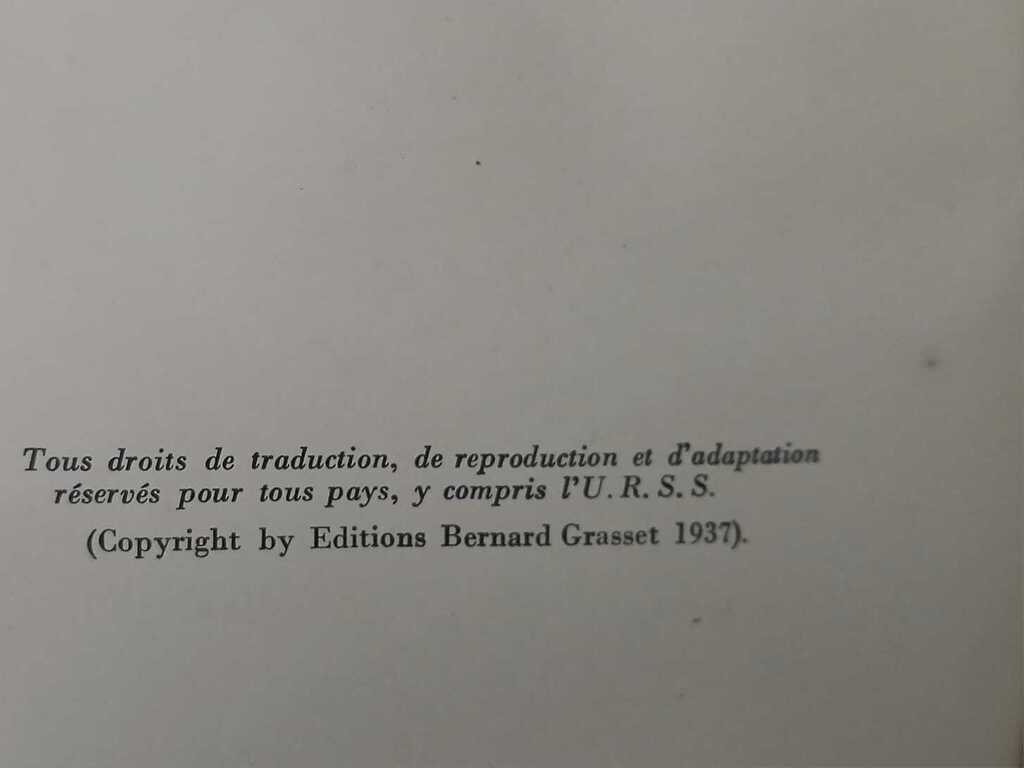 Tous droits de traduction, de reproduction et d'adaptation
réservés pour tous pays, y compris l'U. R. S. S.
(Copyright by Editions Bernard Grasset 1937).